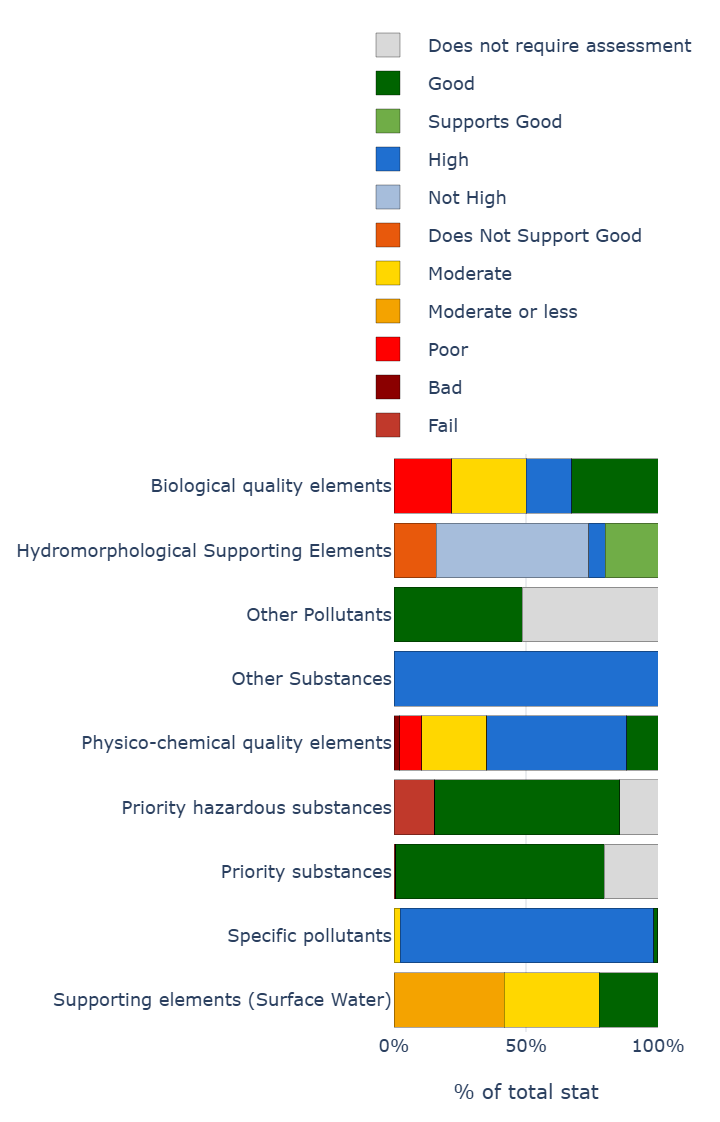 Does not require assessment
Good
Supports Good
High
Not High
Does Not Support Good
Moderate
Moderate or less
Poor
Bad
Fail
Biological quality elements
Hydromorphological Supporting Elements
Other Pollutants
Other Substances
Physico-chemical quality elements
Priority hazardous substances
Priority substances
Specific pollutants
Supporting elements (Surface Water)
0% 50% 100%
% of total stat